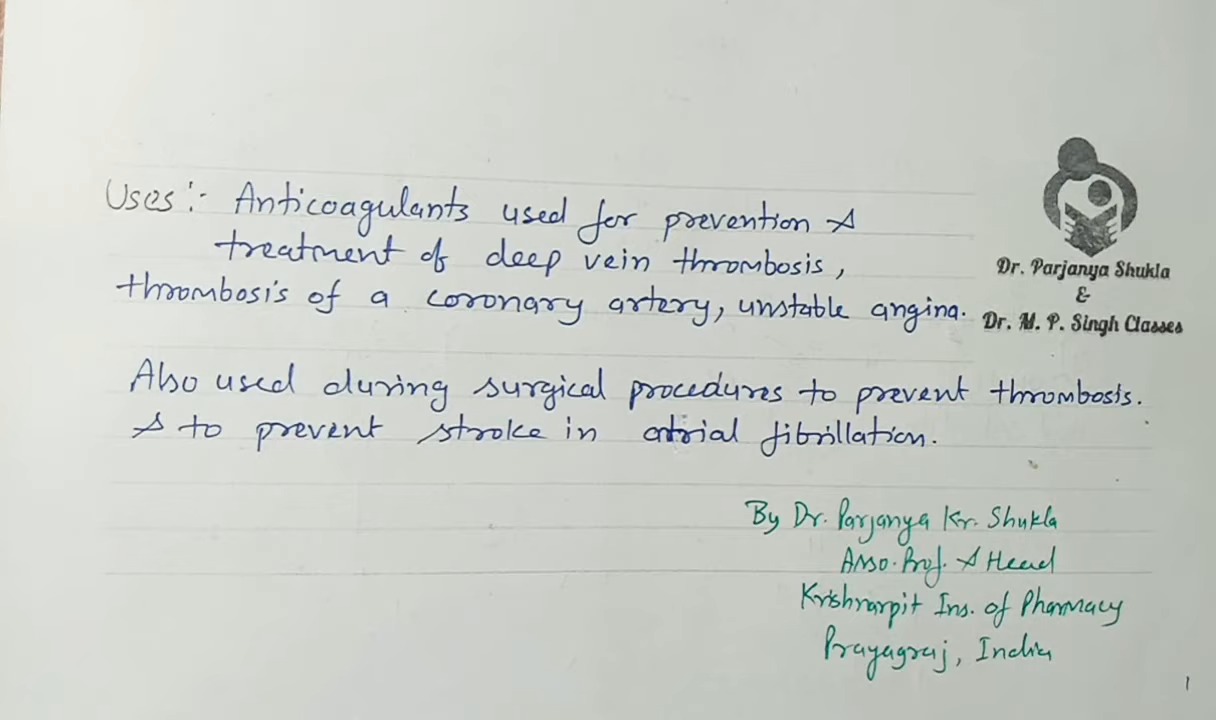 Uses :- Anticoagulants used for prevention &
treatment of deep vein thrombosis,
thrombosis of a coronary artery, unstable angina.
Also used during surgical procedures to prevent thrombosis.
& to prevent stroke in atrial fibrillation.
By Dr. Parjanya Kr. Shukla
Asso. Prof. & Head
Krishnarpit Ins. of Pharmacy
Prayagraj, India
Dr. Parjanya Shukla
&
Dr. M. P. Singh Classes
1